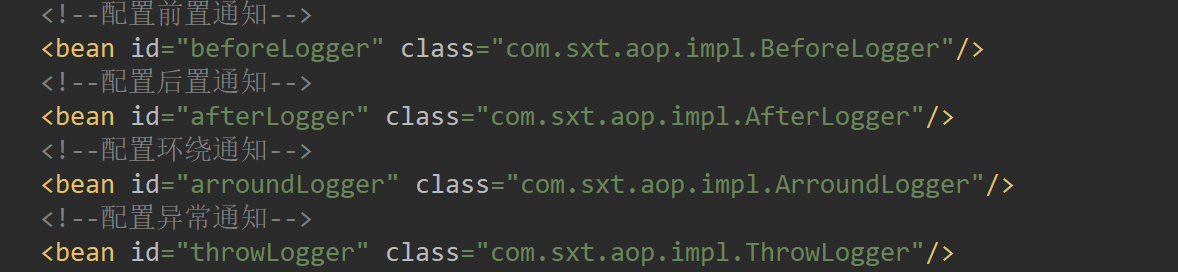 <!--配置前置通知-->
<bean id="beforeLogger" class="com.sxt.aop.impl.BeforeLogger"/>
<!--配置后置通知-->
<bean id="afterLogger" class="com.sxt.aop.impl.AfterLogger"/>
<!--配置环绕通知-->
<bean id="arroundLogger" class="com.sxt.aop.impl.ArroundLogger"/>
<!--配置异常通知-->
<bean id="throwLogger" class="com.sxt.aop.impl.ThrowLogger"/>